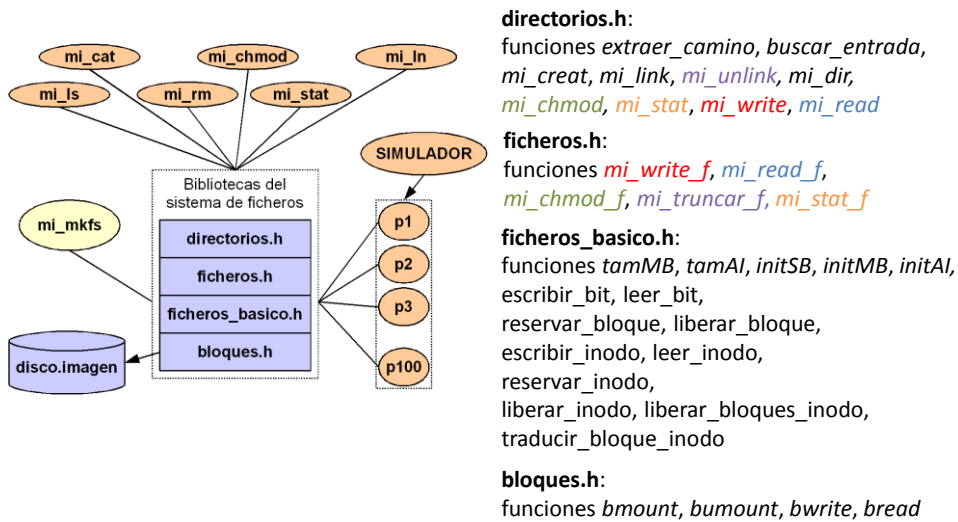 mi_cat
mi_chmod
mi_ln
mi_ls
mi_rm
mi_stat
SIMULADOR
Bibliotecas del
sistema de ficheros
mi_mkfs
directorios.h
ficheros.h
ficheros_basico.h
bloques.h
disco.imagen
p1
p2
p3
p100
directorios.h:
funciones extraer_camino, buscar_entrada,
mi_creat, mi_link, mi_unlink, mi_dir,
mi_chmod, mi_stat, mi_write, mi_read
ficheros.h:
funciones mi_write_f, mi_read_f,
mi_chmod_f, mi_truncar_f, mi_stat_f
ficheros_basico.h:
funciones tamMB, tamAI, initSB, initMB, initAI,
escribir_bit, leer_bit,
reservar_bloque, liberar_bloque,
escribir_inodo, leer_inodo,
reservar_inodo,
liberar_inodo, liberar_bloques_inodo,
traducir_bloque_inodo
bloques.h:
funciones bmount, bumount, bwrite, bread